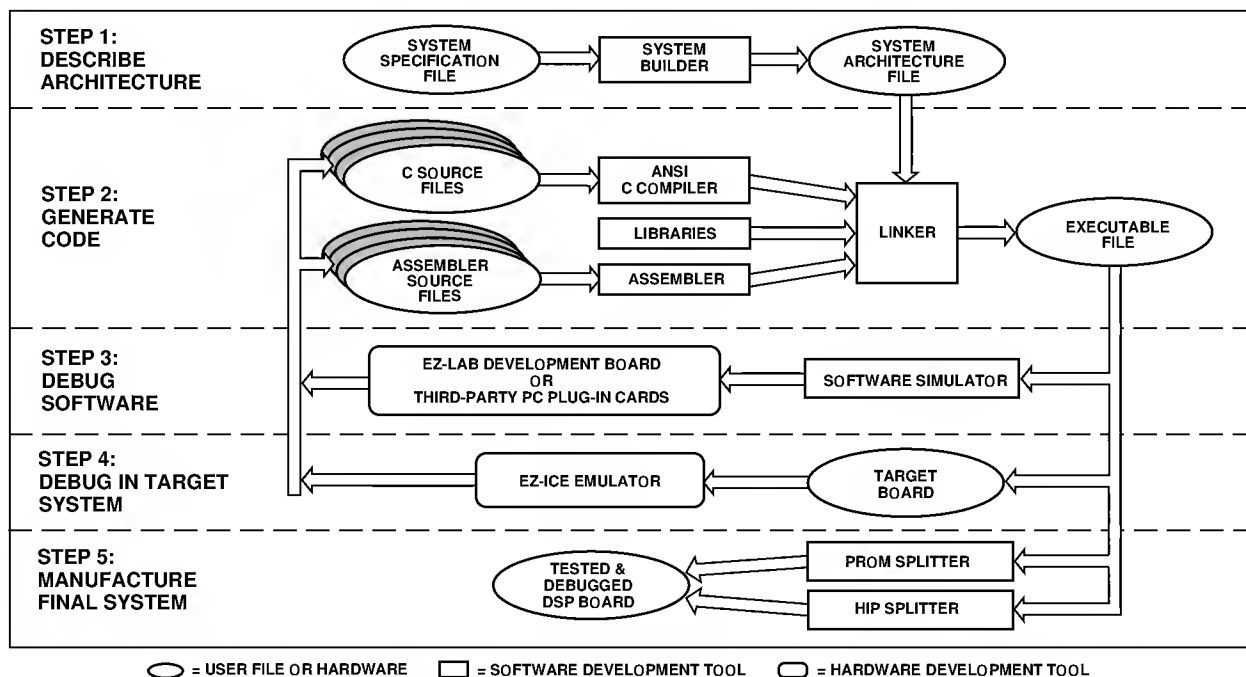 STEP 1:
DESCRIBE
ARCHITECTURE
SYSTEM
SPECIFICATION
FILE
SYSTEM
BUILDER
SYSTEM
ARCHITECTURE
FILE
STEP 2:
GENERATE
CODE
C SOURCE
FILES
ANSI
C COMPILER
LIBRARIES
ASSEMBLER
SOURCE
FILES
ASSEMBLER
LINKER
EXECUTABLE
FILE
STEP 3:
DEBUG
SOFTWARE
EZ-LAB DEVELOPMENT BOARD
OR
THIRD-PARTY PC PLUG-IN CARDS
SOFTWARE SIMULATOR
STEP 4:
DEBUG IN TARGET
SYSTEM
EZ-ICE EMULATOR
TARGET
BOARD
STEP 5:
MANUFACTURE
FINAL SYSTEM
TESTED &
DEBUGGED
DSP BOARD
PROM SPLITTER
HIP SPLITTER
= USER FILE OR HARDWARE
= SOFTWARE DEVELOPMENT TOOL
= HARDWARE DEVELOPMENT TOOL